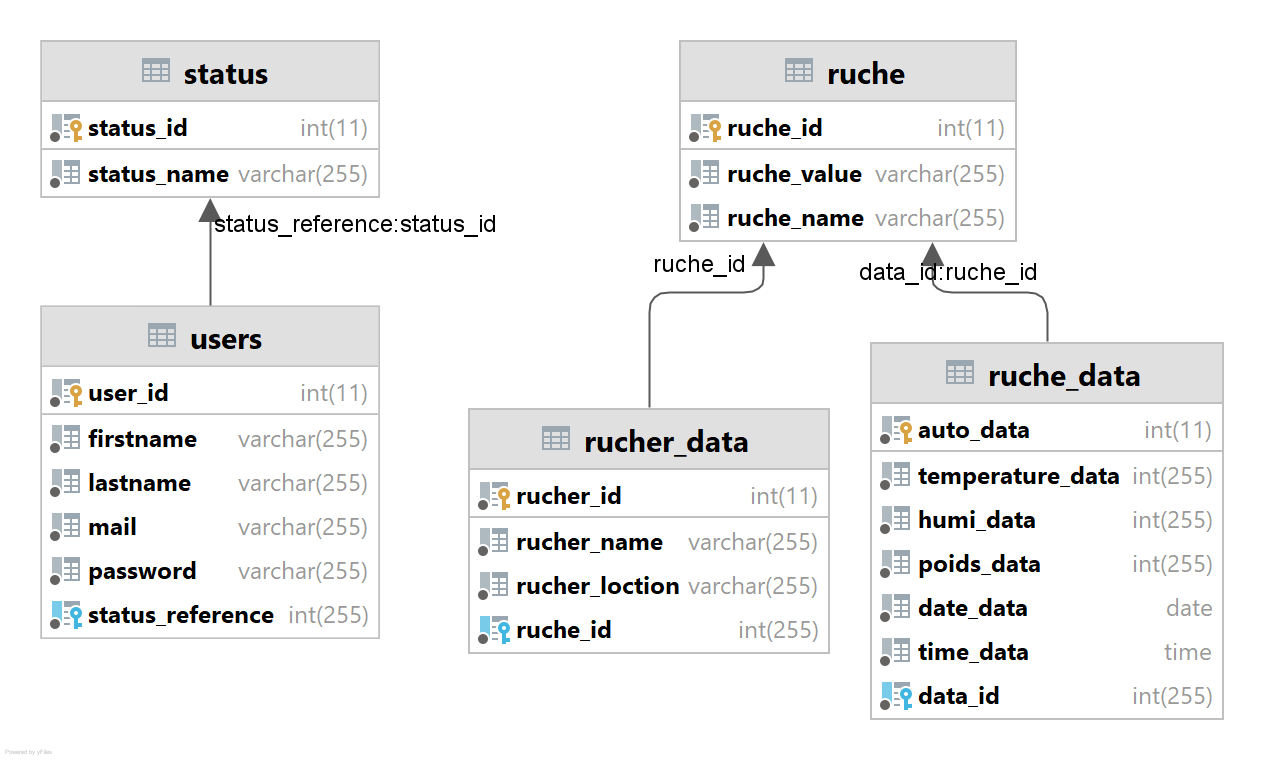 status
status_id int(11)
status_name varchar(255)
status_reference:status_id
users
user_id int(11)
firstname varchar(255)
lastname varchar(255)
mail varchar(255)
password varchar(255)
status_reference int(255)
ruche
ruche_id int(11)
ruche_value varchar(255)
ruche_name varchar(255)
ruche_id
data_id:ruche_id
rucher_data
rucher_id int(11)
rucher_name varchar(255)
rucher_loction varchar(255)
ruche_id int(255)
ruche_data
auto_data int(11)
temperature_data int(255)
humi_data int(255)
poids_data int(255)
date_data date
time_data time
data_id int(255)
Powered by yFiles